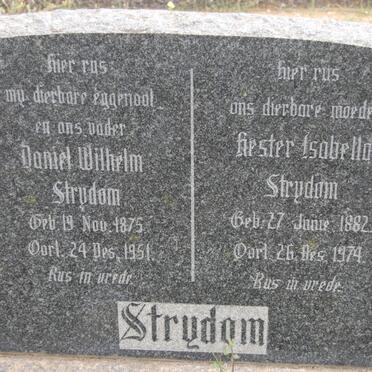 Hier rus
my dierbare eggenoot
en ons vader
Daniel Wilhelm
Strydom
Geb. 19 Nov. 1875
Oorl. 24 Des. 1951.
Rus in vrede.
Hier rus
ons dierbare moeder
Hester Isabella
Strydom
Geb. 27 Junie 1882
Oorl. 26 Des. 1974
Rus in vrede.
Strydom